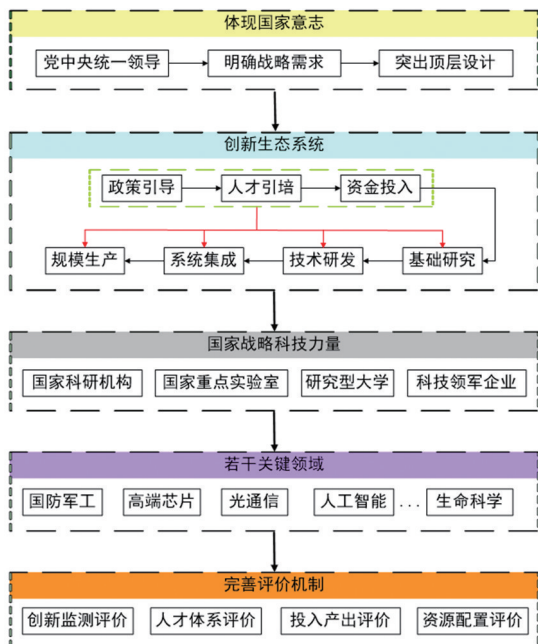 体现国家意志
党中央统一领导 明确战略需求 突出顶层设计
创新生态系统
政策引导 人才引培 资金投入
规模生产 系统集成 技术研发 基础研究
国家战略科技力量
国家科研机构 国家重点实验室 研究型大学 科技领军企业
若干关键领域
国防军工 高端芯片 光通信 人工智能 ... 生命科学
完善评价机制
创新监测评价 人才体系评价 投入产出评价 资源配置评价